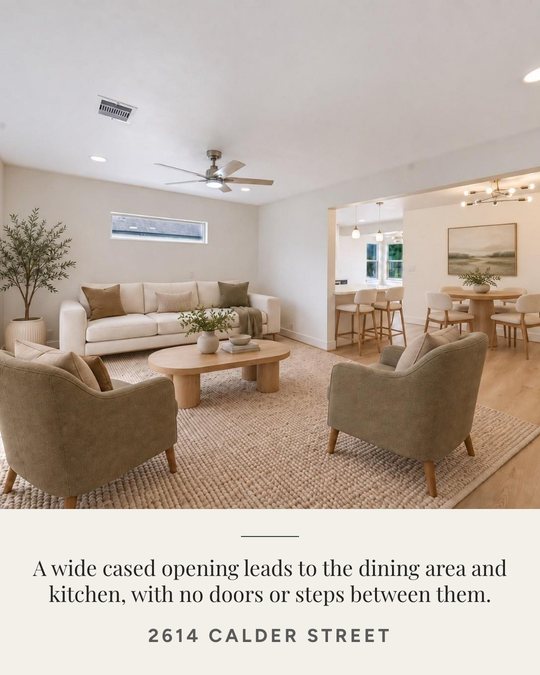 A wide cased opening leads to the dining area and
kitchen, with no doors or steps between them.
2614 CALDER STREET